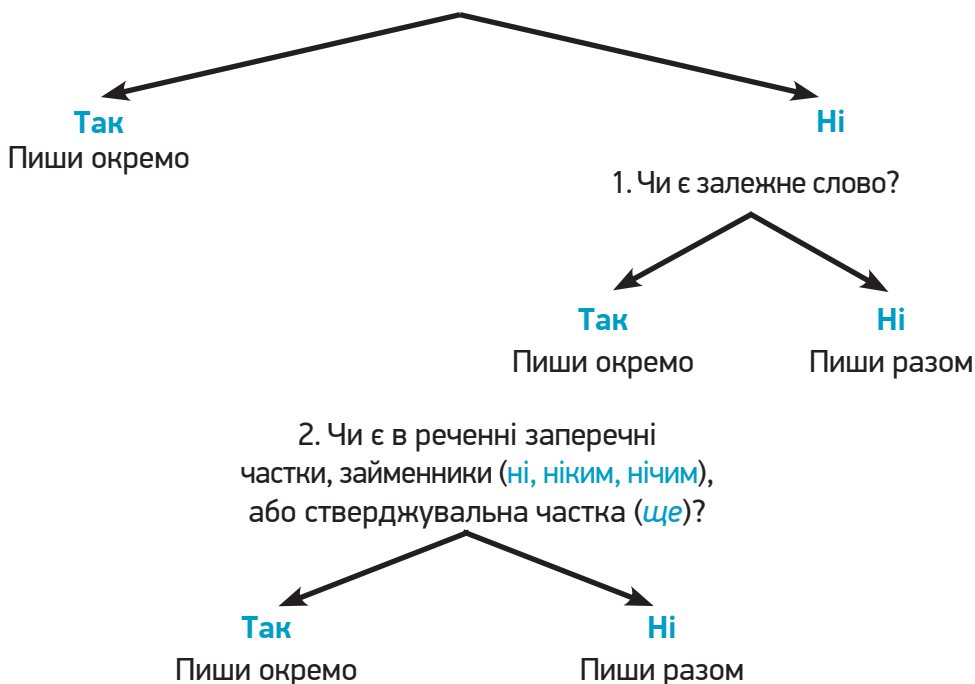 Так
Пиши окремо
Ні
1. Чи є залежне слово?
Так
Пиши окремо
Ні
Пиши разом
2. Чи є в реченні заперечні
частки, займенники (ні, ніким, нічим),
або стверджувальна частка (ще)?
Так
Пиши окремо
Ні
Пиши разом